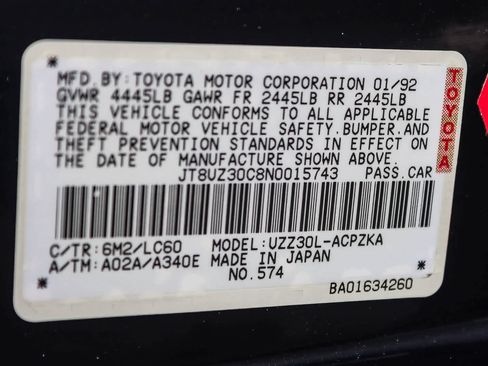 MFD.BY:TOYOTA MOTOR CORPORATION 01/92
GVWR 4445LB GAWR FR 2445LB RR 2445LB
THIS VEHICLE CONFORMS TO ALL APPLICABLE
FEDERAL MOTOR VEHICLE SAFETY.BUMPER.AND
THEFT PREVENTION STANDARDS IN EFFECT ON
THE DATE OF MANUFACTURE SHOWN ABOVE.
JT8UZ30C8N0015743 PASS.CAR
TOYOTA
C/TR:6M2/LC60 MODEL:UZZ30L-ACPZKA
A/TM:A02A/A340E MADE IN JAPAN
NO.574
BA01634260